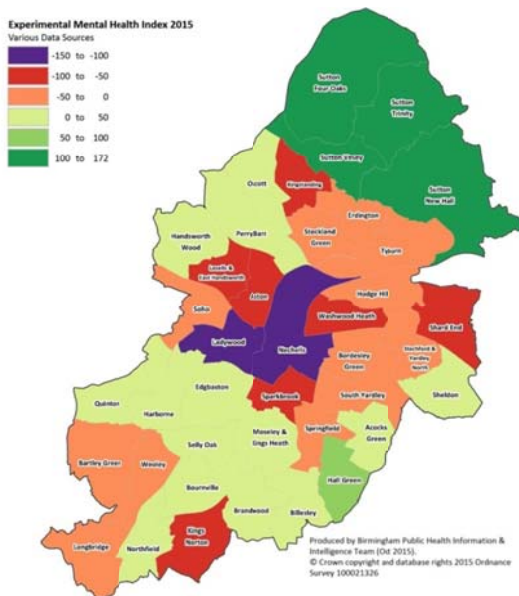 Experimental Mental Health Index 2015
Various Data Sources
-150 to -100
-100 to -50
-50 to 0
0 to 50
50 to 100
100 to 172
Sutton
Four Oaks
Sutton
Trinity
Sutton Vesey
Sutton
New Hall
Oscott
Kingstanding
Erdington
Handsworth
Wood
PerryBarr
Stockland
Green
Tyburn
Lozells &
East Handsworth
Aston
Hodge Hill
Soho
Washwood Heath
Shard End
Ladywood
Nechells
Bordesley
Green
Stechford &
Yardley
North
Edgbaston
Sparkbrook
South Yardley
Sheldon
Quinton
Harborne
Moseley &
Kings Heath
Springfield
Acocks
Green
Selly Oak
Bartley Green
Weoley
Hall Green
Bournville
Brandwood
Billesley
Kings
Norton
Longbridge
Northfield
Produced by Birmingham Public Health Information &
Intelligence Team (Ost 2015).
© Crown copyright and database rights 2015 Ordnance
Survey 100021326